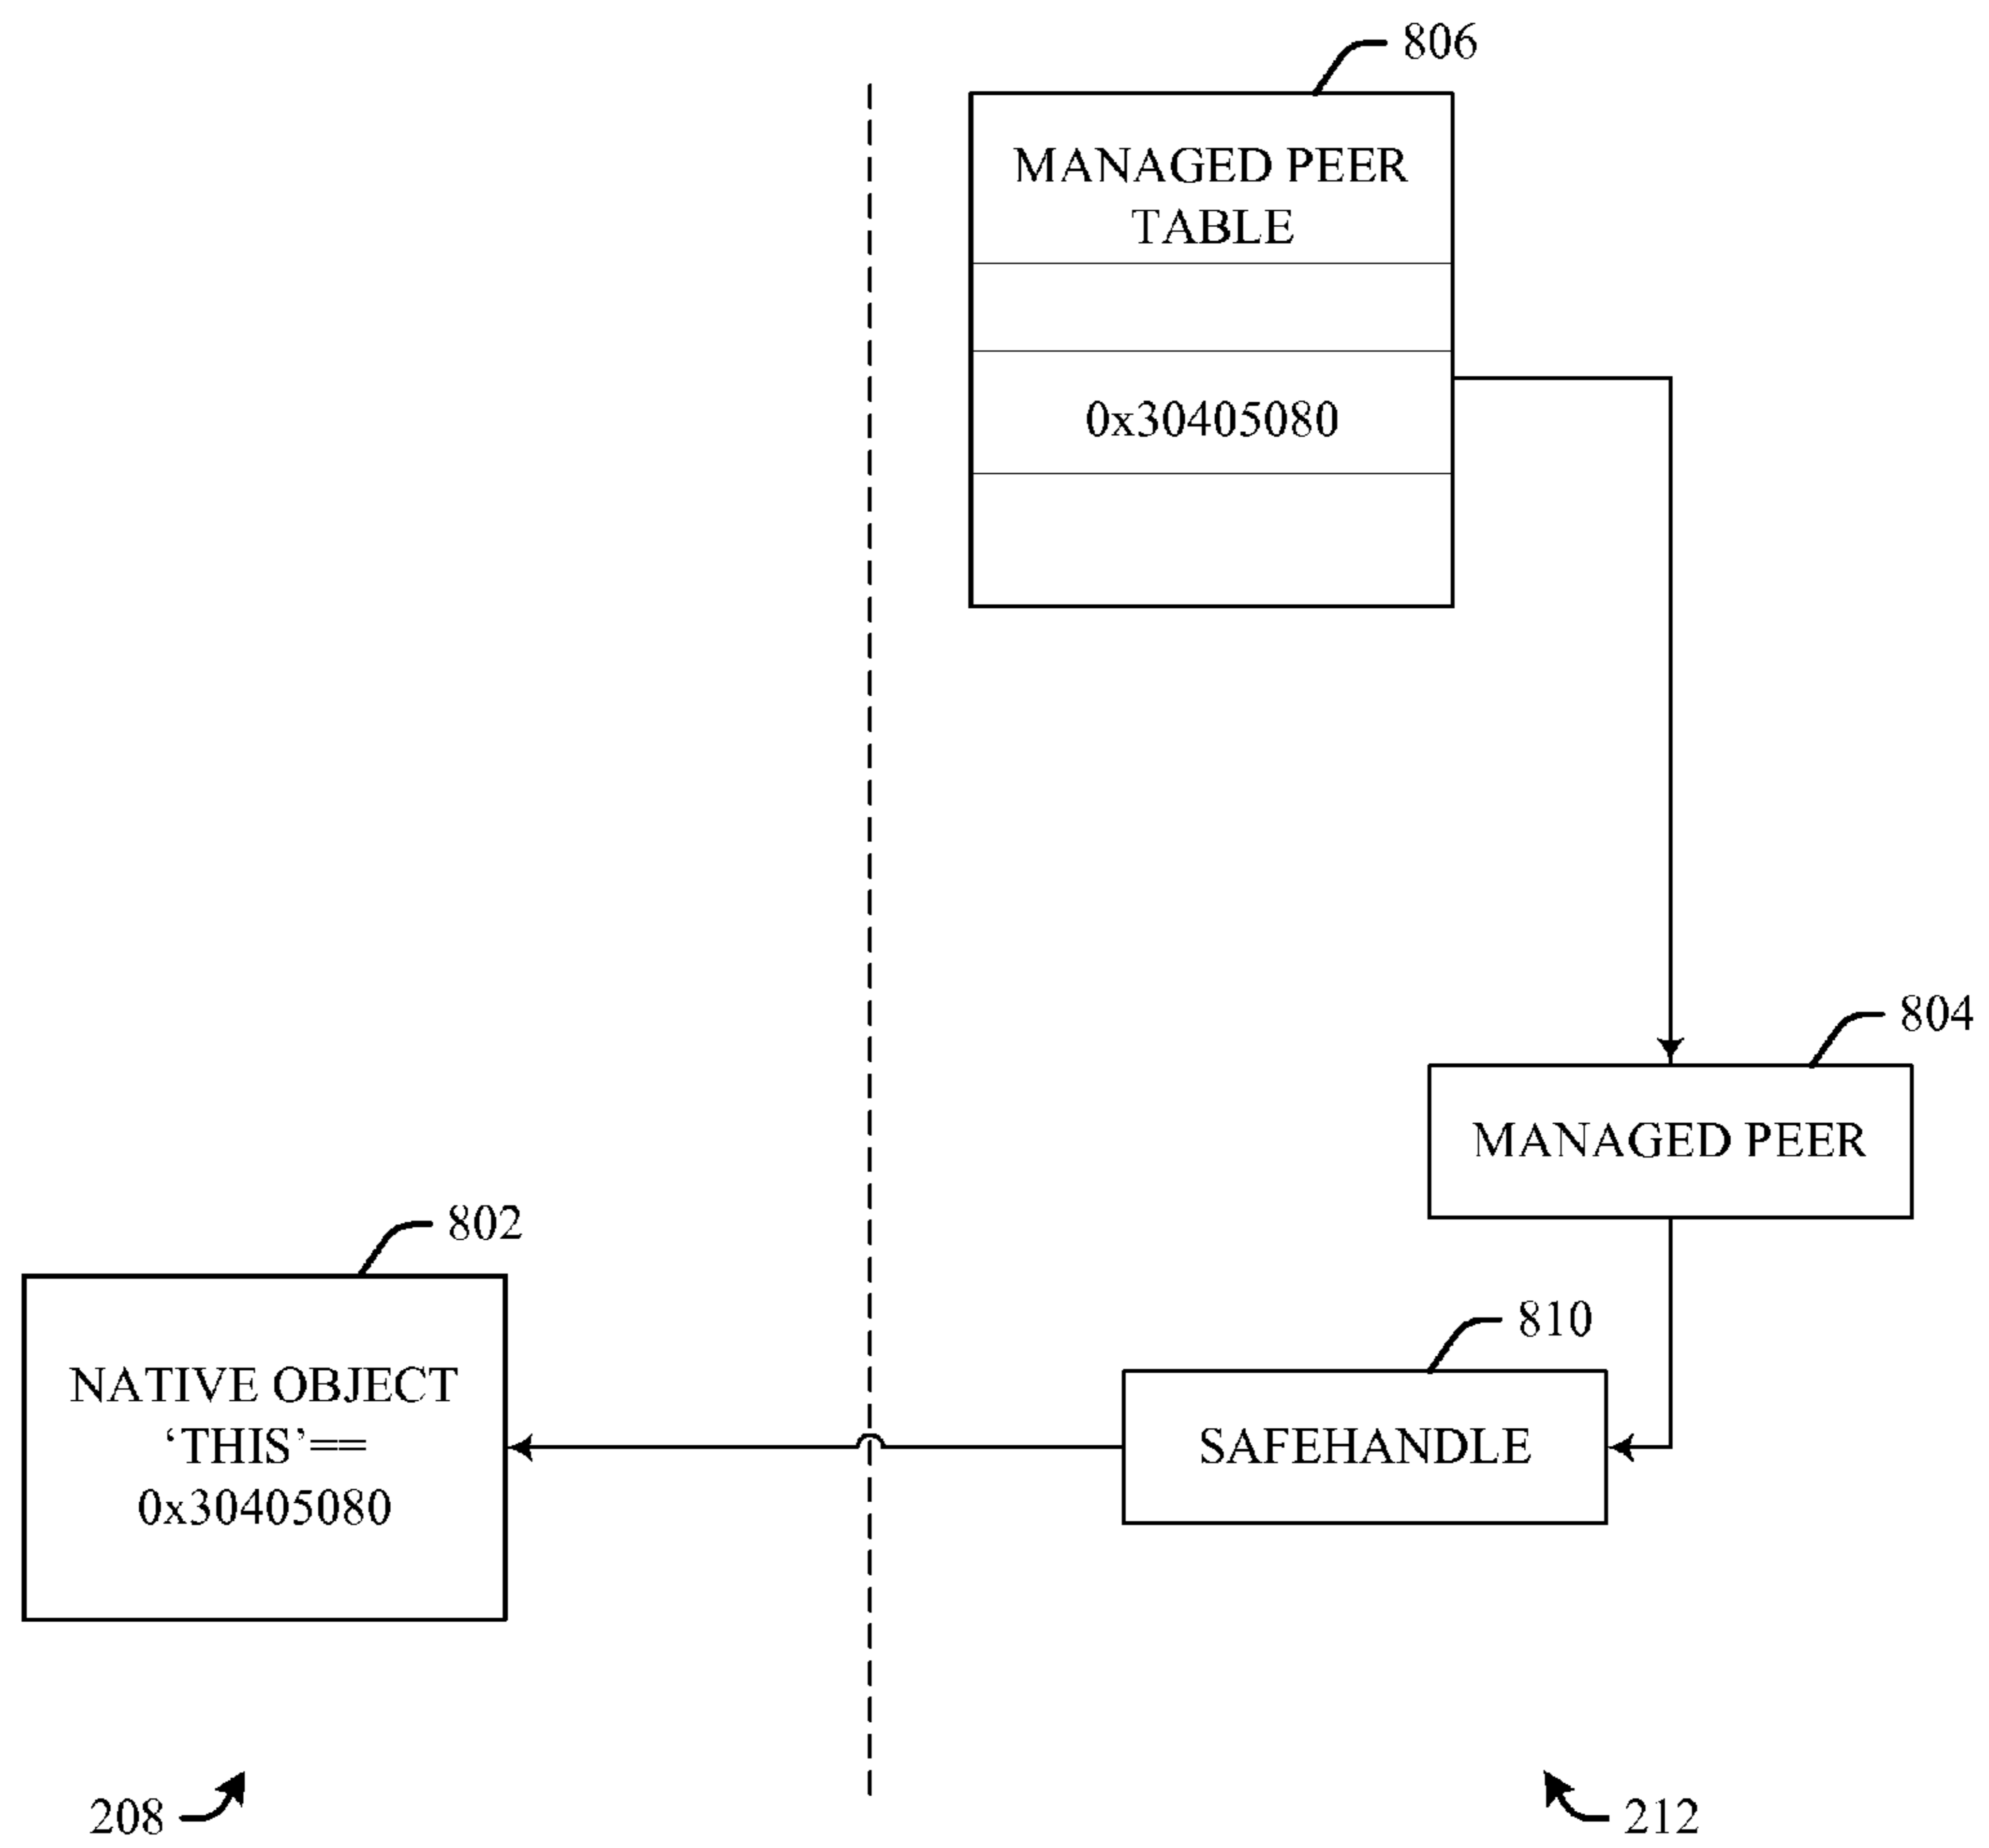 806
MANAGED PEER
TABLE
0x30405080
804
MANAGED PEER
802
810
NATIVE OBJECT
‘THIS’==
0x30405080
SAFEHANDLE
208
212